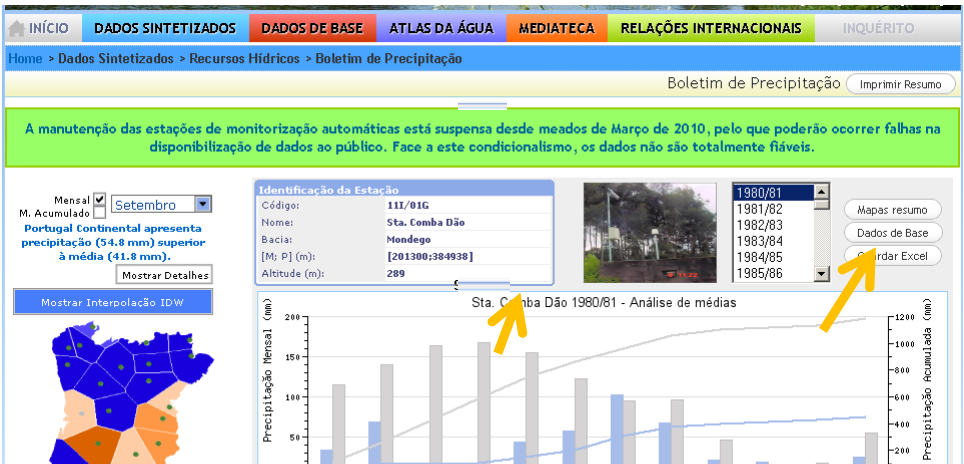 INÍCIO DADOS SINTETIZADOS DADOS DE BASE ATLAS DA ÁGUA MEDIATECA RELAÇÕES INTERNACIONAIS INQUÉRITO
Home > Dados Sintetizados > Recursos Hídricos > Boletim de Precipitação
Boletim de Precipitação Imprimir Resumo
A manutenção das estações de monitorização automáticas está suspensa desde meados de Março de 2010, pelo que poderão ocorrer falhas na
disponibilização de dados ao público. Face a este condicionalismo, os dados não são totalmente fiáveis.
Mensal
M. Acumulado
Setembro
Portugal Continental apresenta
precipitação (54.8 mm) superior
à média (41.8 mm).
Mostrar Detalhes
Mostrar Interpolação IDW
Identificação da Estação
Código: 11I/01G
Nome: Sta. Comba Dão
Bacia: Mondego
[M; P] (m): [201300;384938]
Altitude (m): 289
11:22
1980/81
1981/82
1982/83
1983/84
1984/85
1985/86
Mapas resumo
Dados de Base
Excel
Sta. Dão 1980/81 - Análise de médias
Precipitação Mensal (mm)
200
150
100
50
1200
1000
800
600
400
200
Precipitação Acumulada (mm)